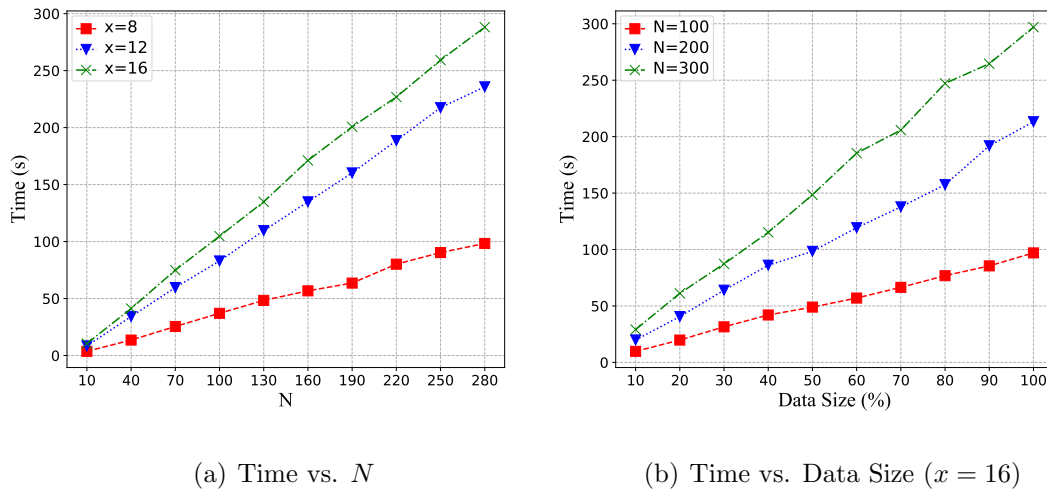 300
250
200
150
100
50
0
Time (s)
x=8
x=12
x=16
10 40 70 100 130 160 190 220 250 280
N
(a) Time vs. N
300
250
200
150
100
50
0
Time (s)
N=100
N=200
N=300
10 20 30 40 50 60 70 80 90 100
Data Size (%)
(b) Time vs. Data Size (x = 16)